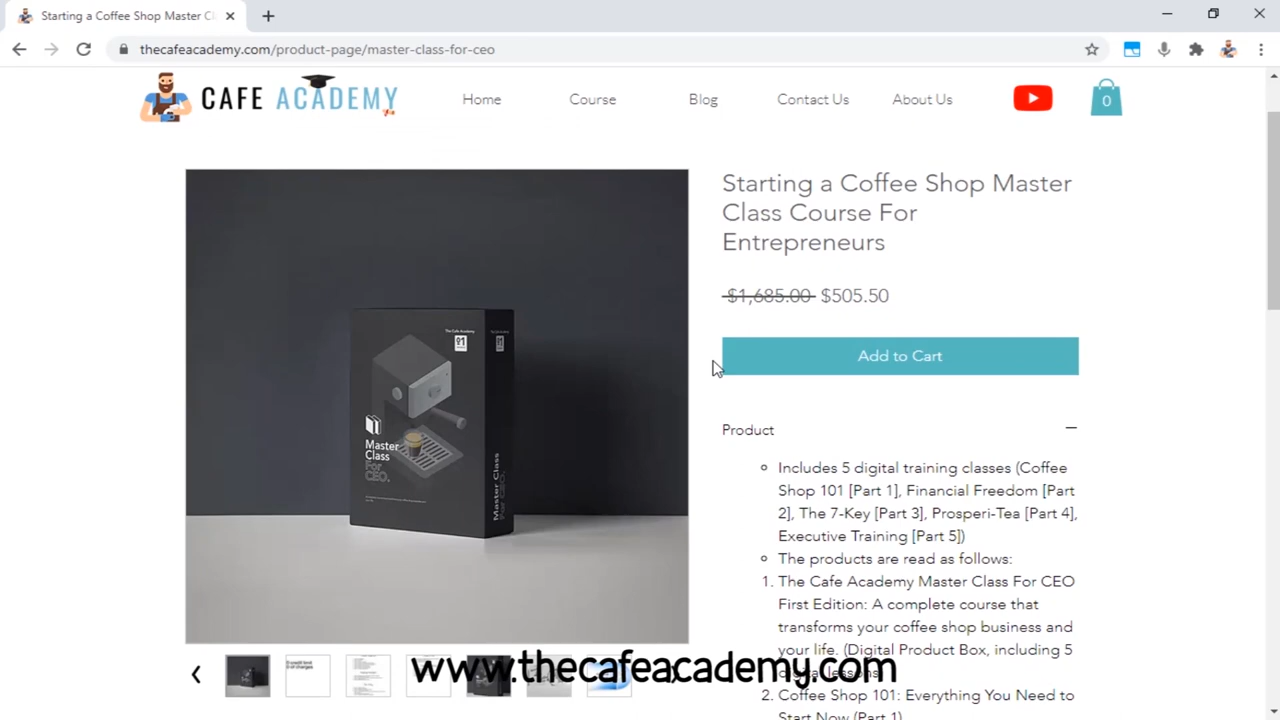 Starting a Coffee Shop Master Cl
thecafeacademy.com/product-page/master-class-for-ceo
CAFE ACADEMY
Home
Course
Blog
Contact Us
About Us
0
Starting a Coffee Shop Master
Class Course For
Entrepreneurs
$1,685.00 $505.50
Add to Cart
The Cafe Academy
01
Master
Class
For
CEO.
Master Class
For CEO.
Product
Includes 5 digital training classes (Coffee
Shop 101 [Part 1], Financial Freedom [Part
2], The 7-Key [Part 3], Prosperi-Tea [Part 4],
Executive Training [Part 5])
The products are read as follows:
1. The Cafe Academy Master Class For CEO
First Edition: A complete course that
transforms your coffee shop business and
your life. (Digital Product Box, including 5
2. Coffee Shop 101: Everything You Need to
Start Now (Part 1)
www.thecafeacademy.com